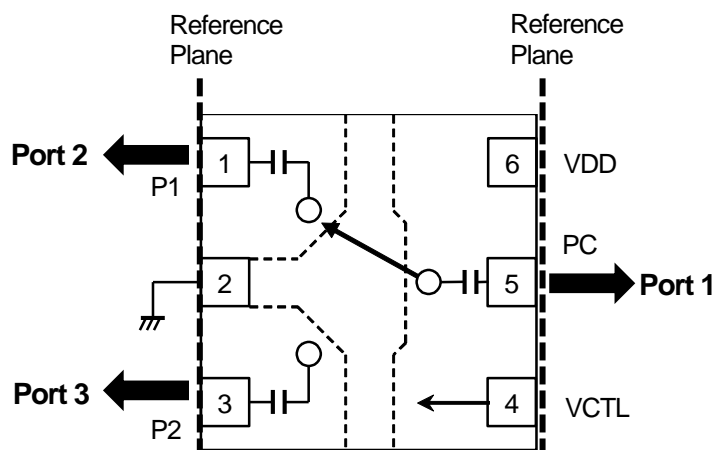 Reference
Plane
Reference
Plane
Port 2
1
6
VDD
P1
PC
2
5
Port 1
Port 3
3
4
VCTL
P2